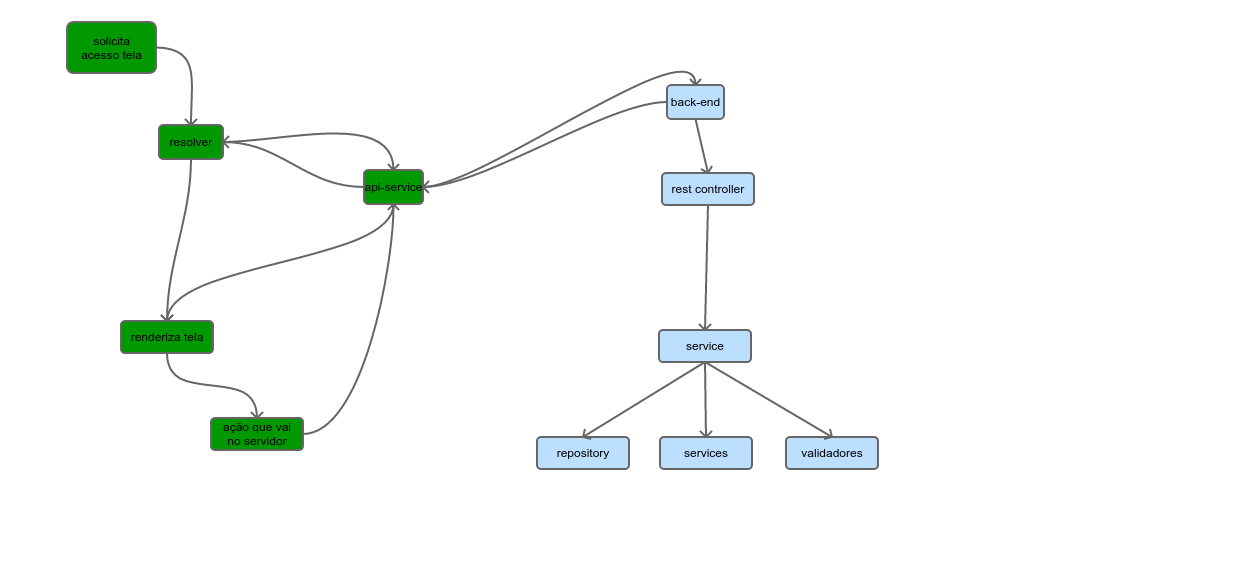 solicita
acesso tela
back-end
resolver
api-service
rest controller
renderiza tela
service
ação que vai
no servidor
repository
services
validadores